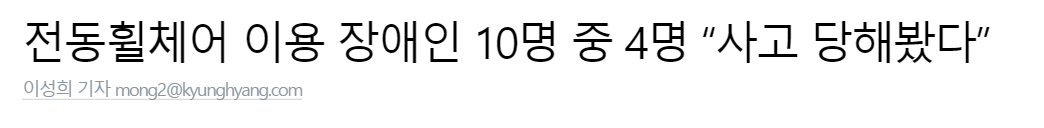 전동휠체어 이용 장애인 10명 중 4명 “사고 당해봤다”
이성희 기자 mong2@kyunghyang.com